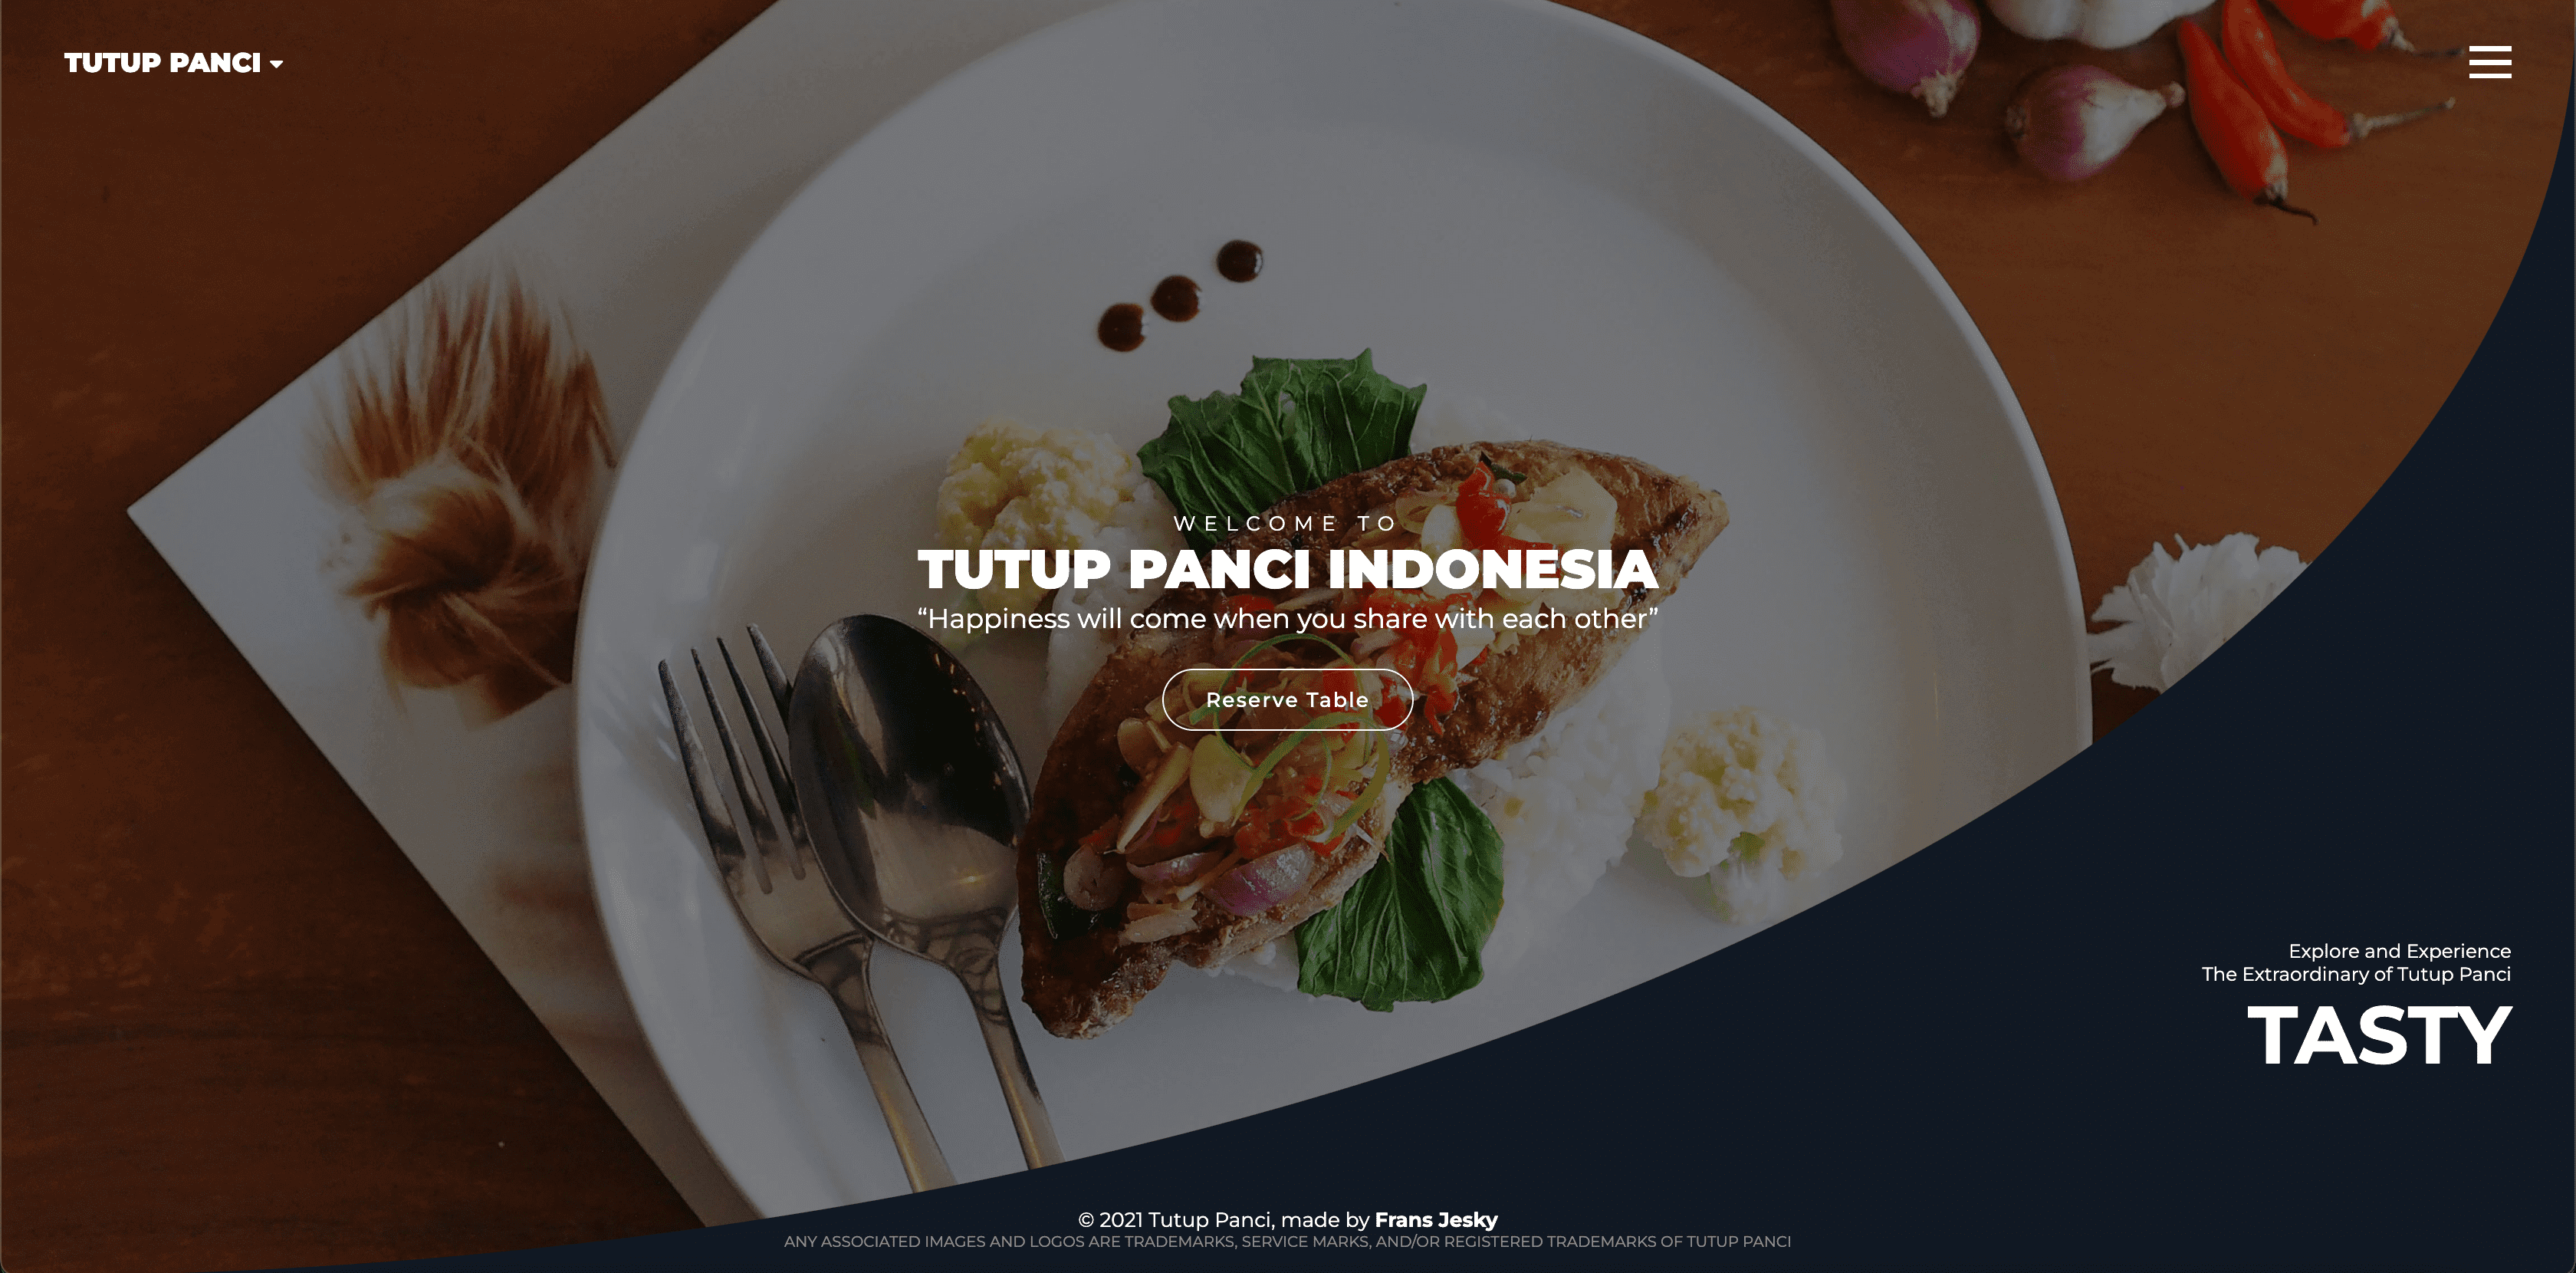 TUTUP PANCI
WELCOME TO
TUTUP PANCI INDONESIA
“Happiness will come when you share with each other”
Reserve Table
Explore and Experience
The Extraordinary of Tutup Panci
TASTY
© 2021 Tutup Panci, made by Frans Jesky
ANY ASSOCIATED IMAGES AND LOGOS ARE TRADEMARKS, SERVICE MARKS, AND/OR REGISTERED TRADEMARKS OF TUTUP PANCI